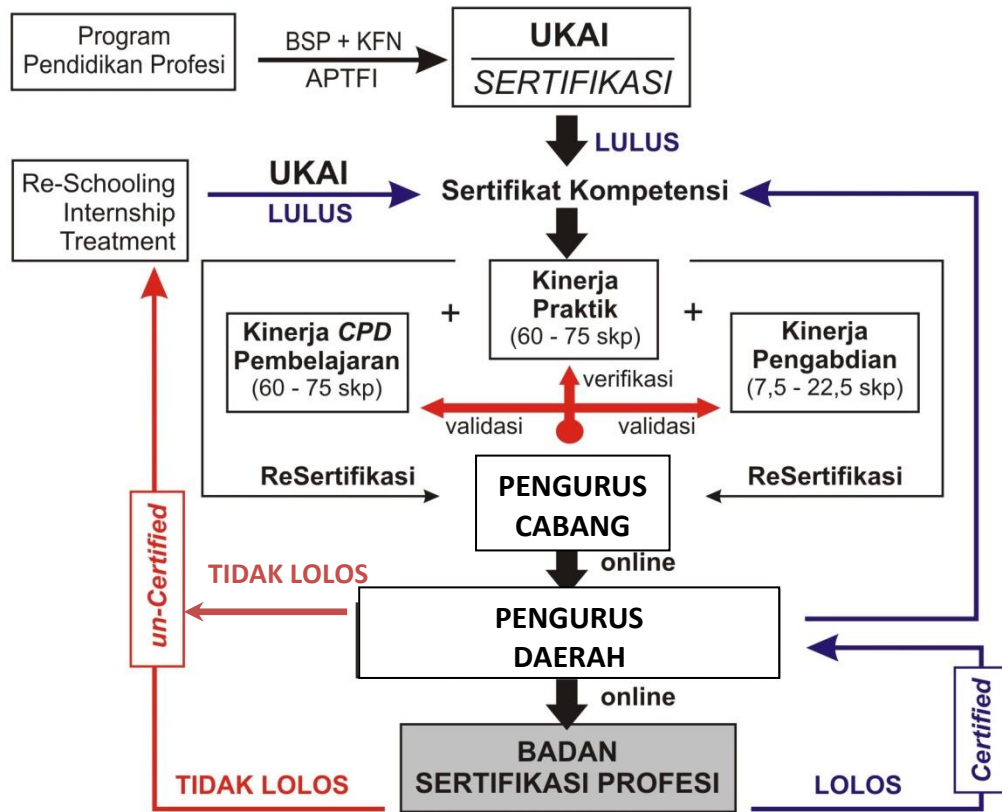 Program
Pendidikan Profesi
BSP + KFN
APTFI
UKAI
SERTIFIKASI
LULUS
Re-Schooling
Internship
Treatment
UKAI
LULUS
Sertifikat Kompetensi
Kinerja CPD
Pembelajaran
(60 - 75 skp)
+
Kinerja
Praktik
(60 - 75 skp)
+
Kinerja
Pengabdian
(7,5 - 22,5 skp)
verifikasi
validasi
validasi
ReSertifikasi
PENGURUS
CABANG
ReSertifikasi
online
un-Certified
TIDAK LOLOS
PENGURUS
DAERAH
online
Certified
TIDAK LOLOS
BADAN
SERTIFIKASI PROFESI
LOLOS